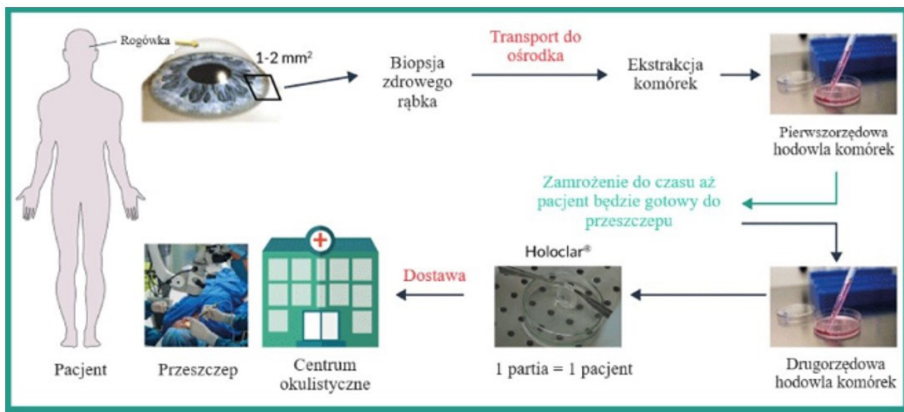 Rogówka
1-2 mm²
Biopsja
zdrowego
rąbka
Transport do
ośrodka
Ekstrakcja
komórek
Pierwszorzędowa
hodowla komórek
Zamrożenie do czasu aż
pacjent będzie gotowy do
przeszczepu
Drugorzędowa
hodowla komórek
Holoclar®
1 partia = 1 pacjent
Dostawa
Centrum
okulistyczne
Przeszczep
Pacjent